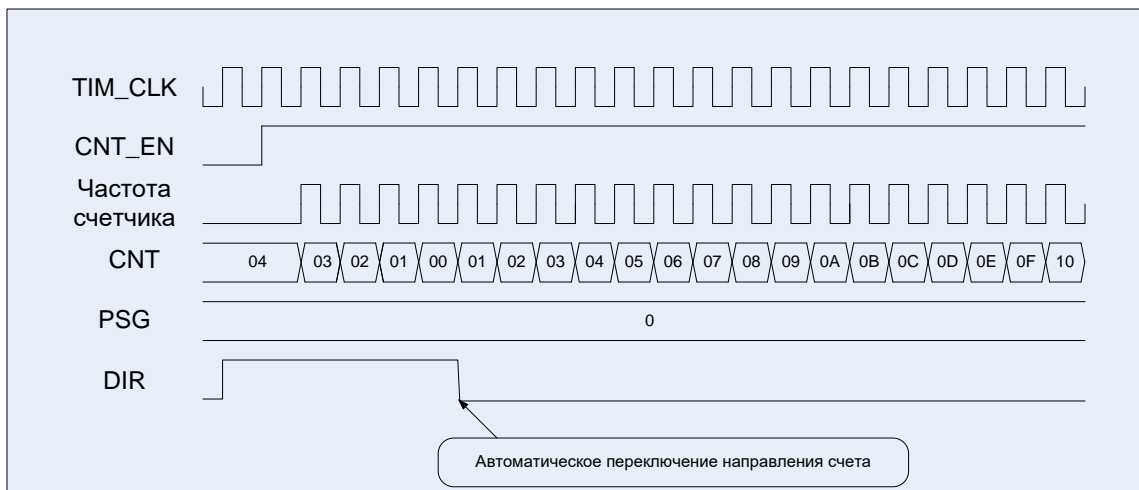 TIM_CLK
CNT_EN
Частота
счетчика
CNT
04 03 02 01 00 01 02 03 04 05 06 07 08 09 0A 0B 0C 0D 0E 0F 10
PSG
0
DIR
Автоматическое переключение направления счета